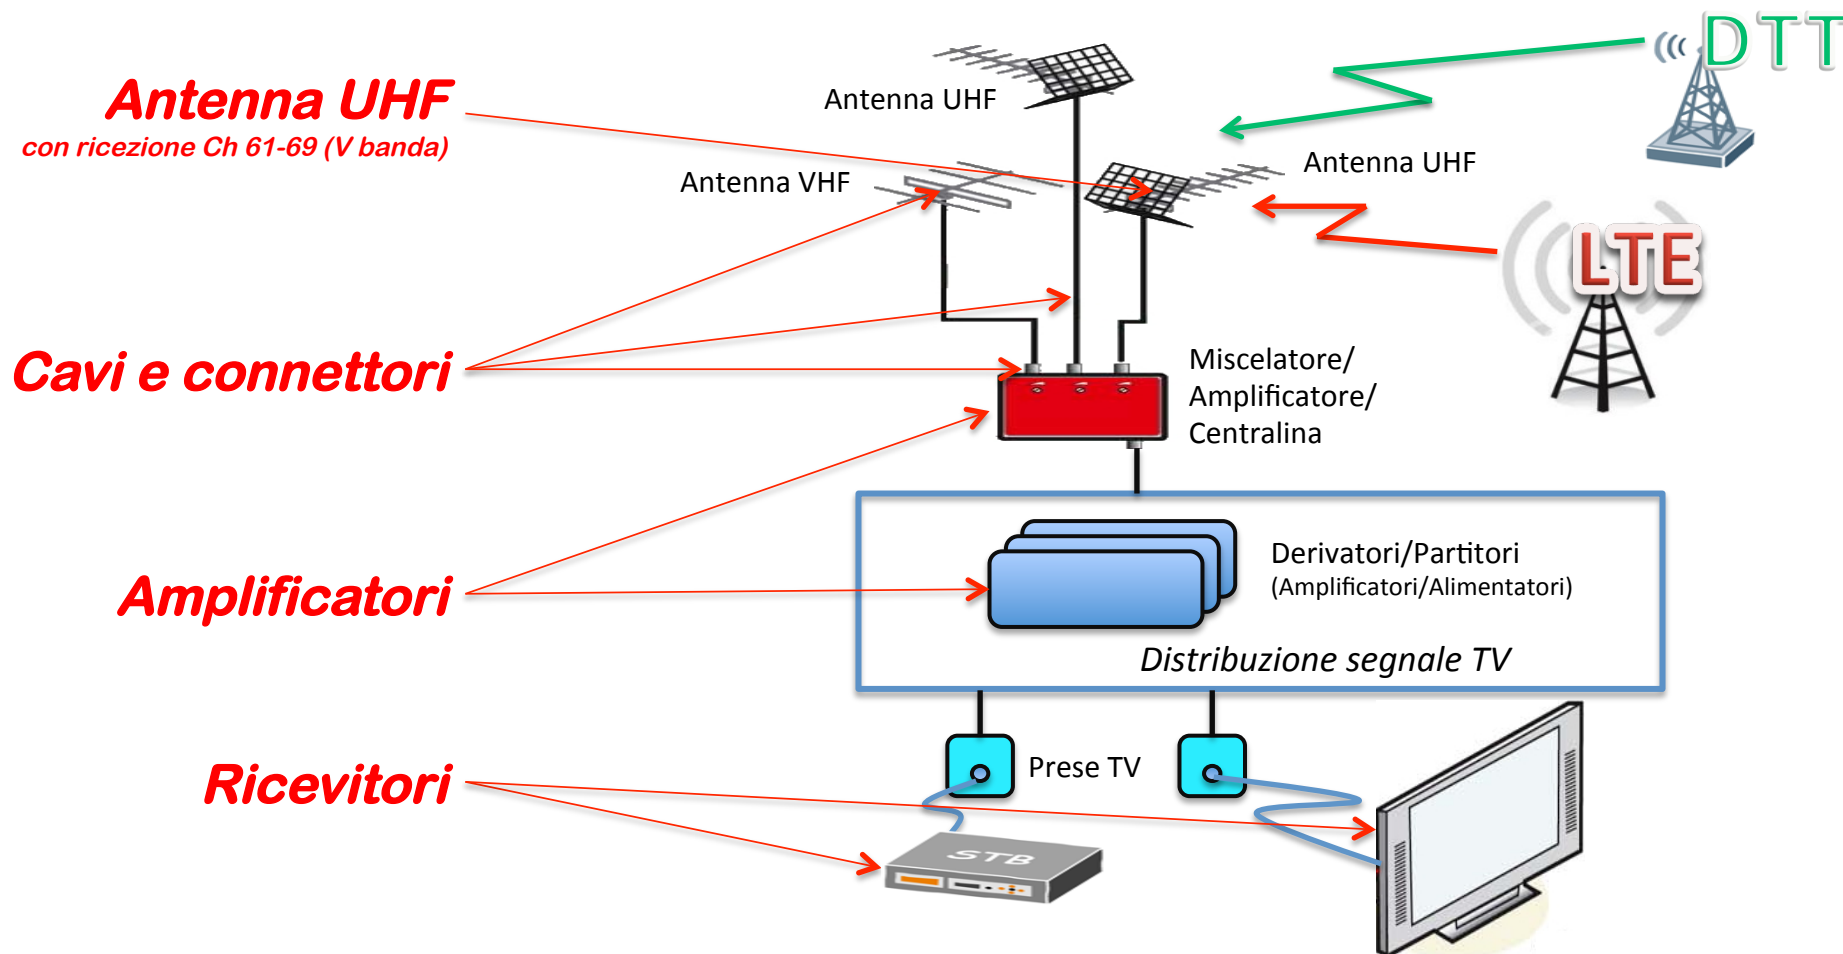 DTT
Antenna UHF
con ricezione Ch 61-69 (V banda)
Antenna UHF
Antenna VHF
Antenna UHF
LTE
Cavi e connettori
Miscelatore/
Amplificatore/
Centralina
Amplificatori
Derivatori/Partitori
(Amplificatori/Alimentatori)
Distribuzione segnale TV
Ricevitori
Prese TV
STB